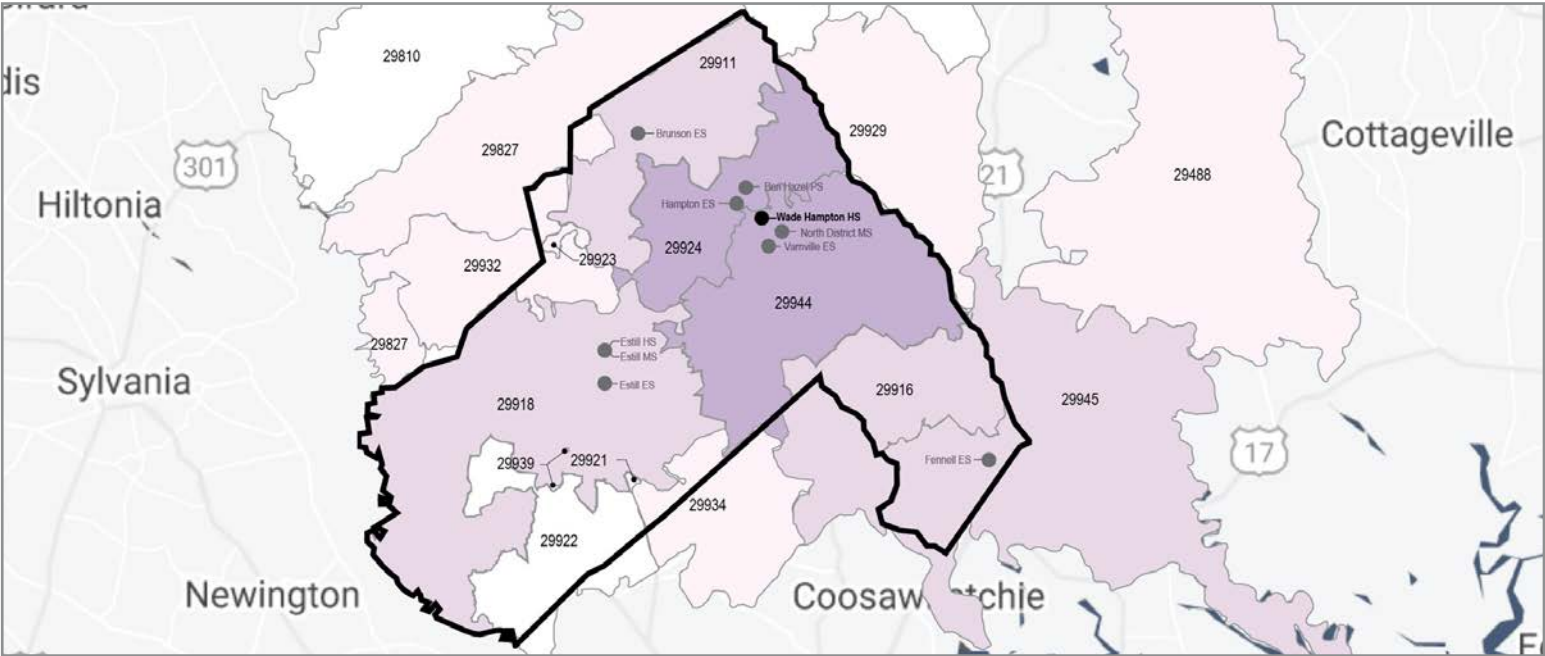 29810
29911
301
Hiltonia
29827
Brunson ES
29929
21
Cottageville
29488
Ben Hazel PS
Hampton ES
Wade Hampton HS
North District MS
Varnville ES
29924
29923
29932
29944
29827
Estill HS
Estill MS
Estill ES
Sylvania
29918
29916
29945
29939
29921
Fennell ES
17
29934
29922
Newington